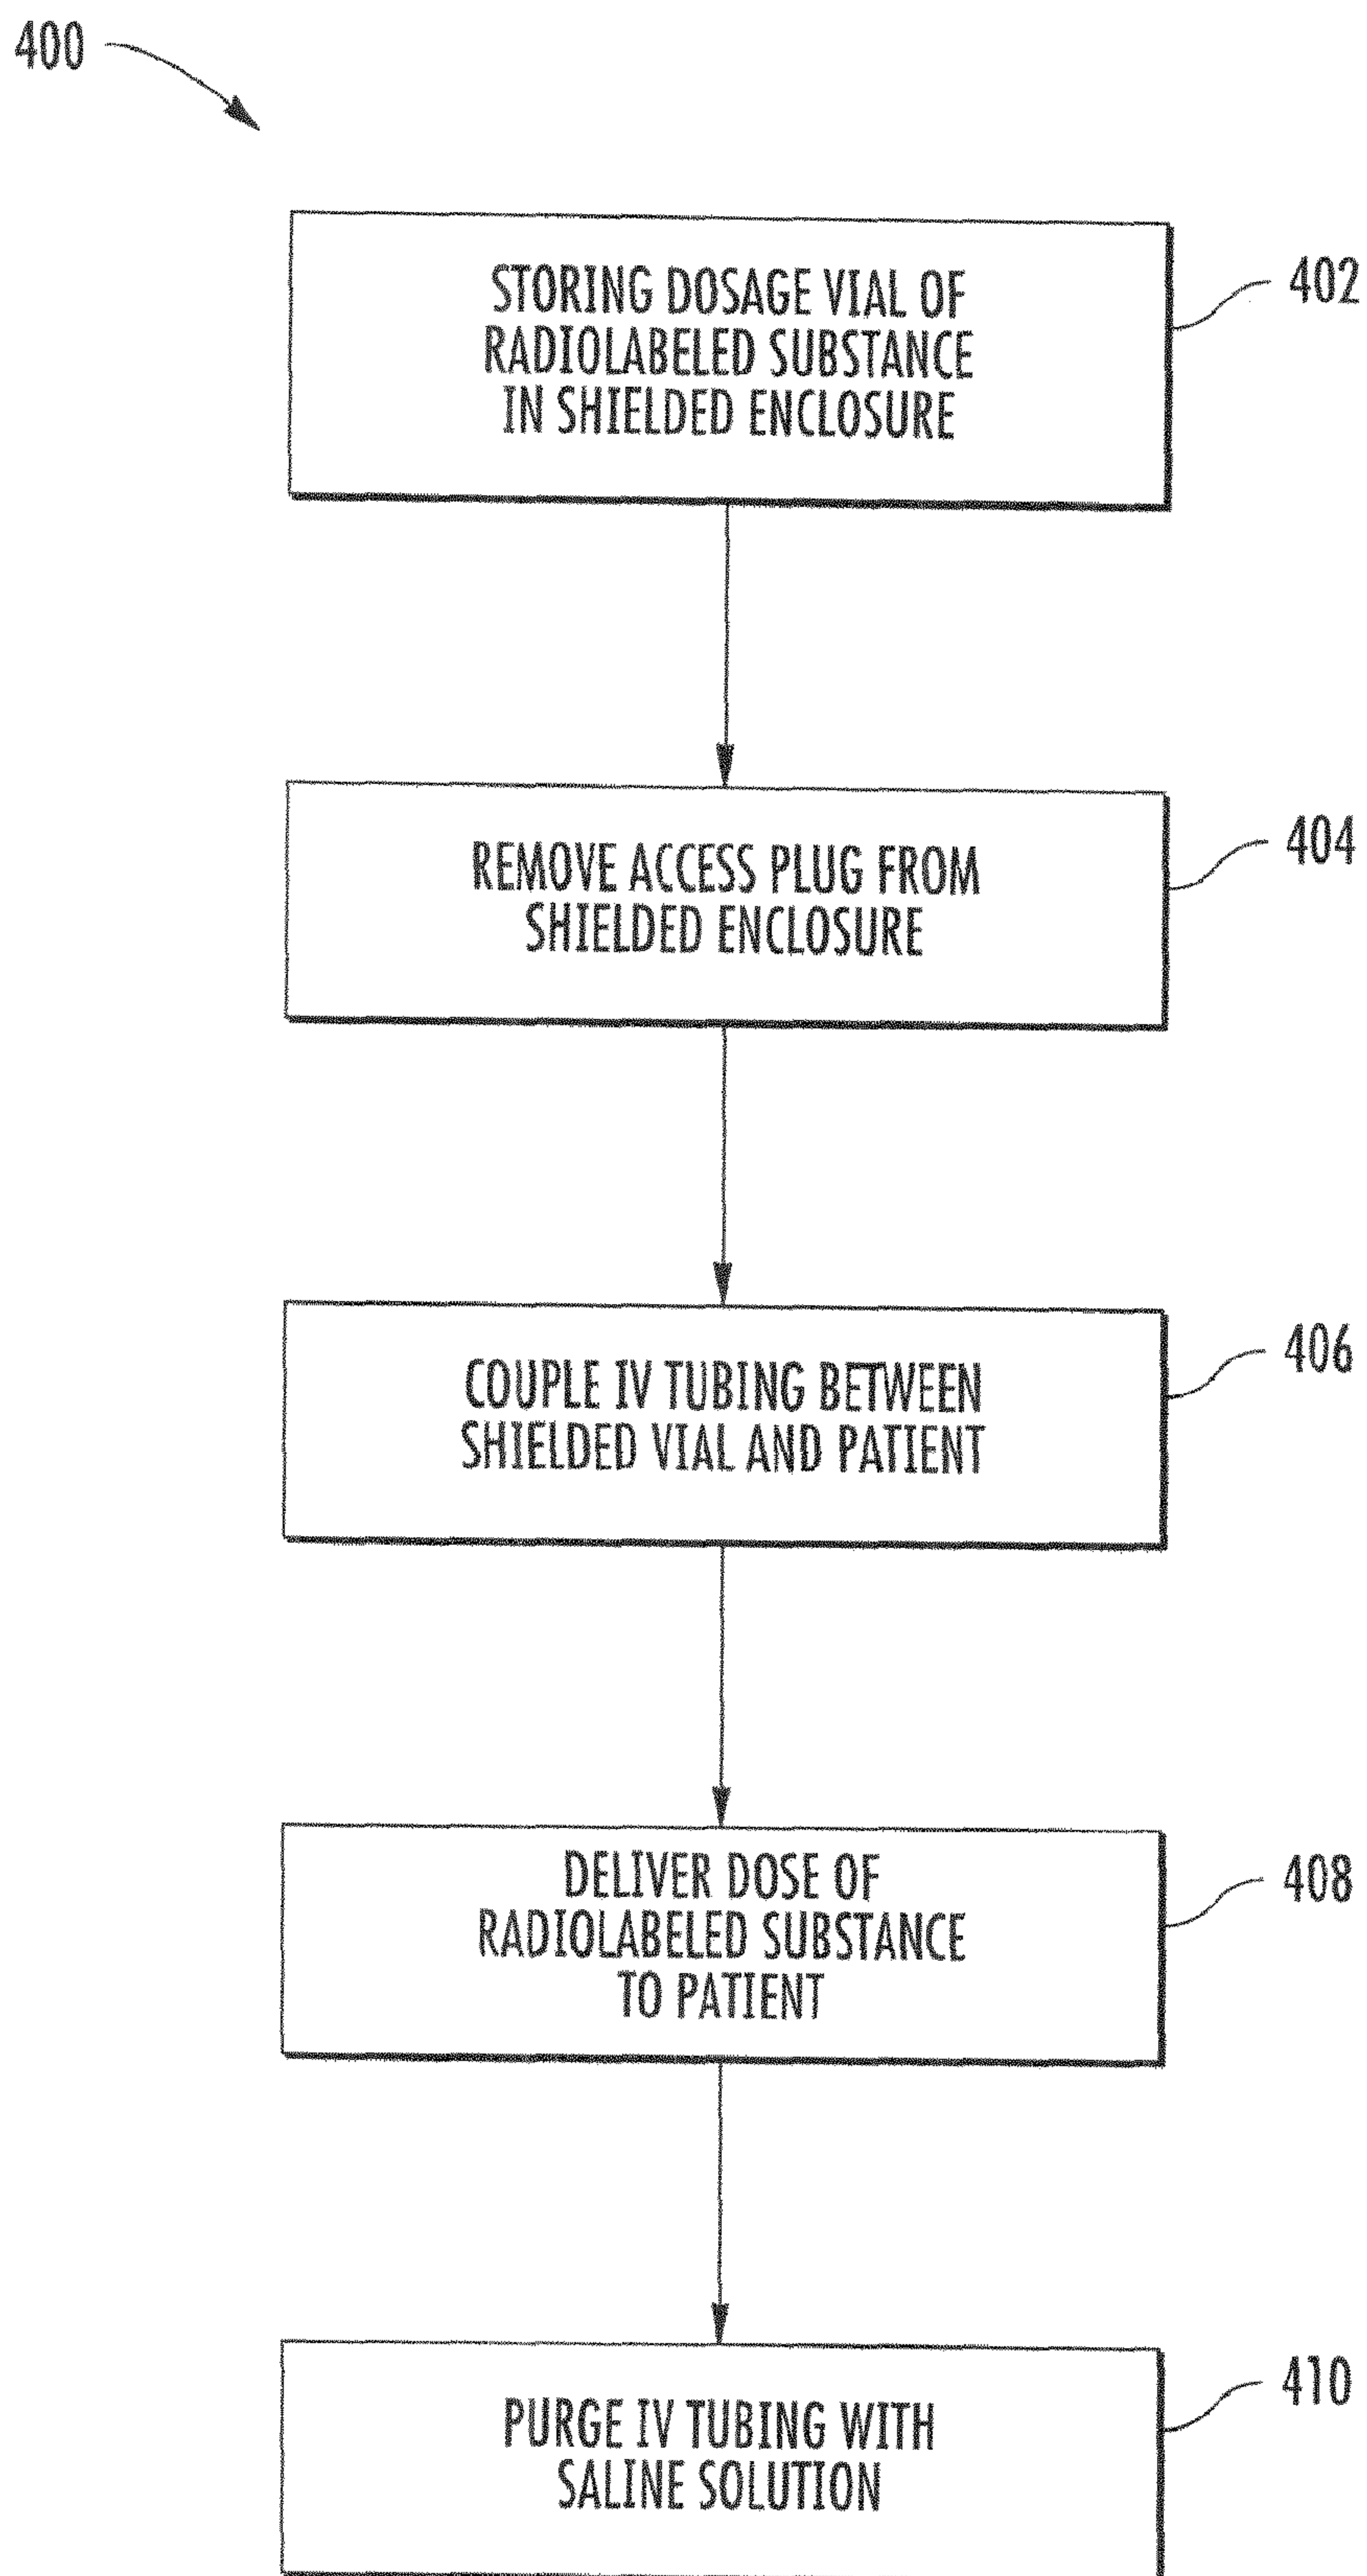 400
STORING DOSAGE VIAL OF
RADIOLABELED SUBSTANCE
IN SHIELDED ENCLOSURE
402
REMOVE ACCESS PLUG FROM
SHIELDED ENCLOSURE
404
COUPLE IV TUBING BETWEEN
SHIELDED VIAL AND PATIENT
406
DELIVER DOSE OF
RADIOLABELED SUBSTANCE
TO PATIENT
408
PURGE IV TUBING WITH
SALINE SOLUTION
410